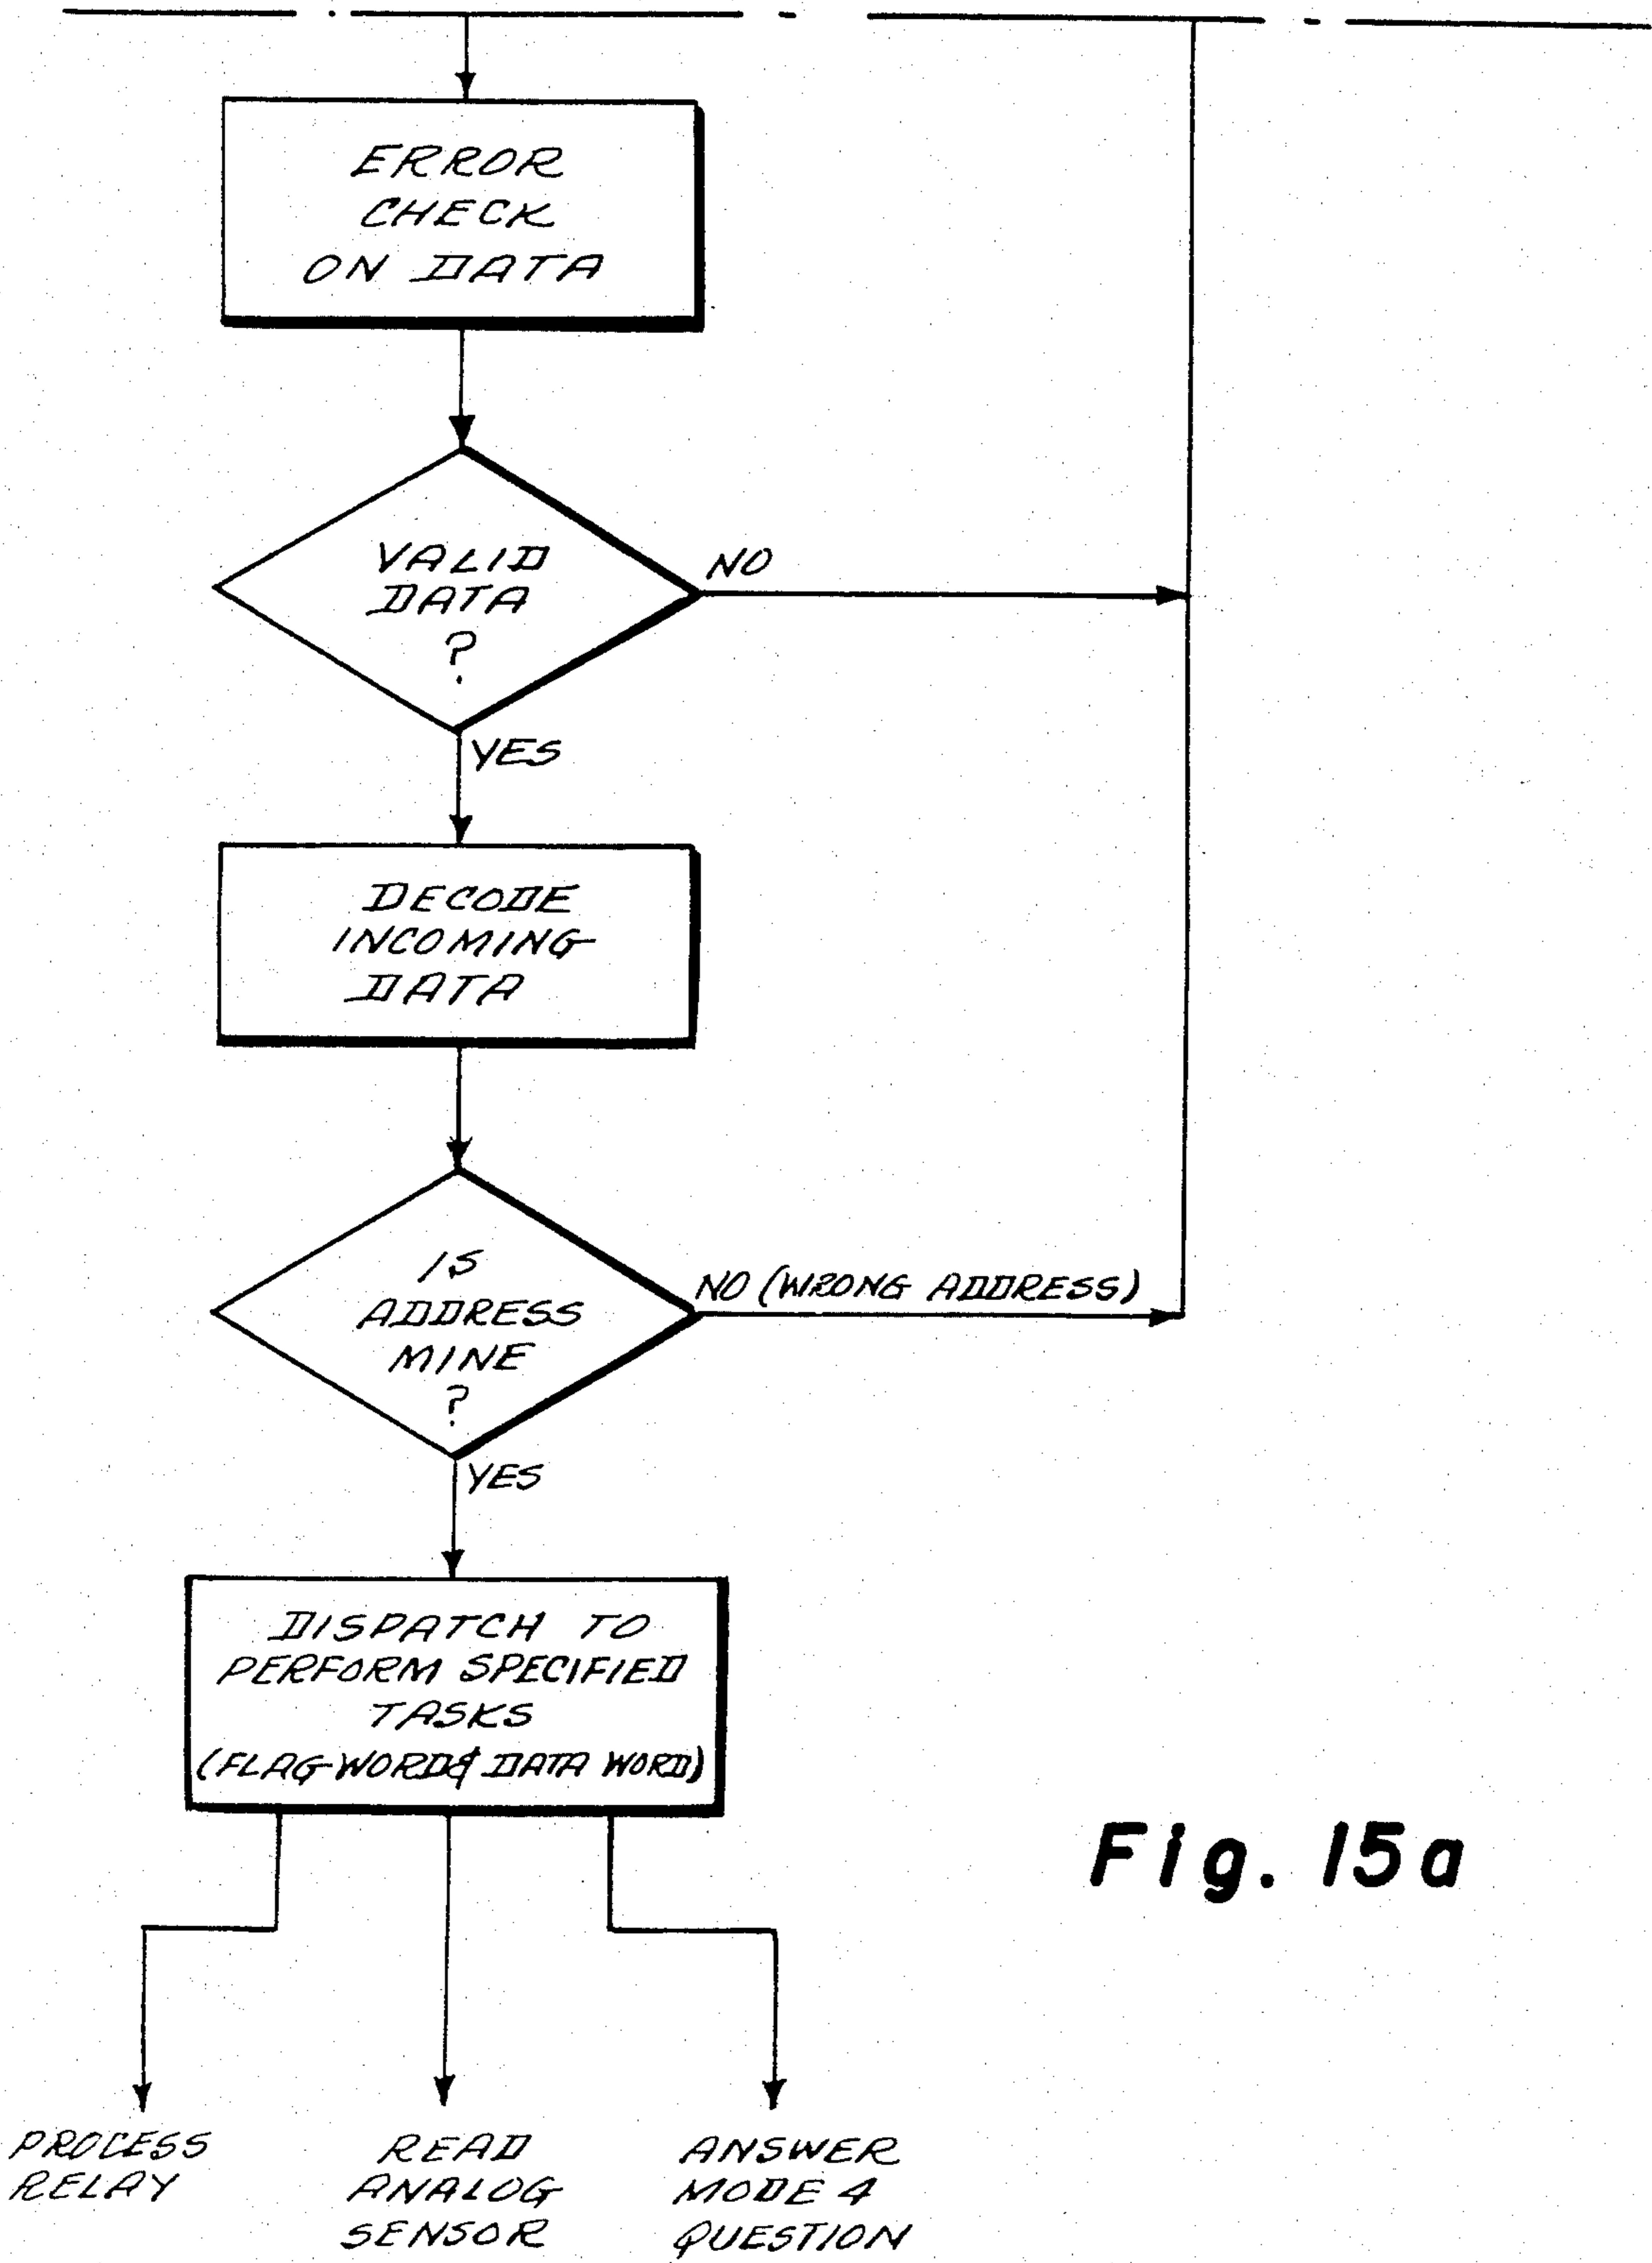 ERROR
CHECK
ON DATA
VALID
DATA
?
NO
YES
DECODE
INCOMING
DATA
IS
ADDRESS
MINE
?
NO (WRONG ADDRESS)
YES
DISPATCH TO
PERFORM SPECIFIED
TASKS
(FLAG WORD & DATA WORD)
Fig. 15a
PROCESS
RELAY
READ
ANALOG
SENSOR
ANSWER
MODE 4
QUESTION